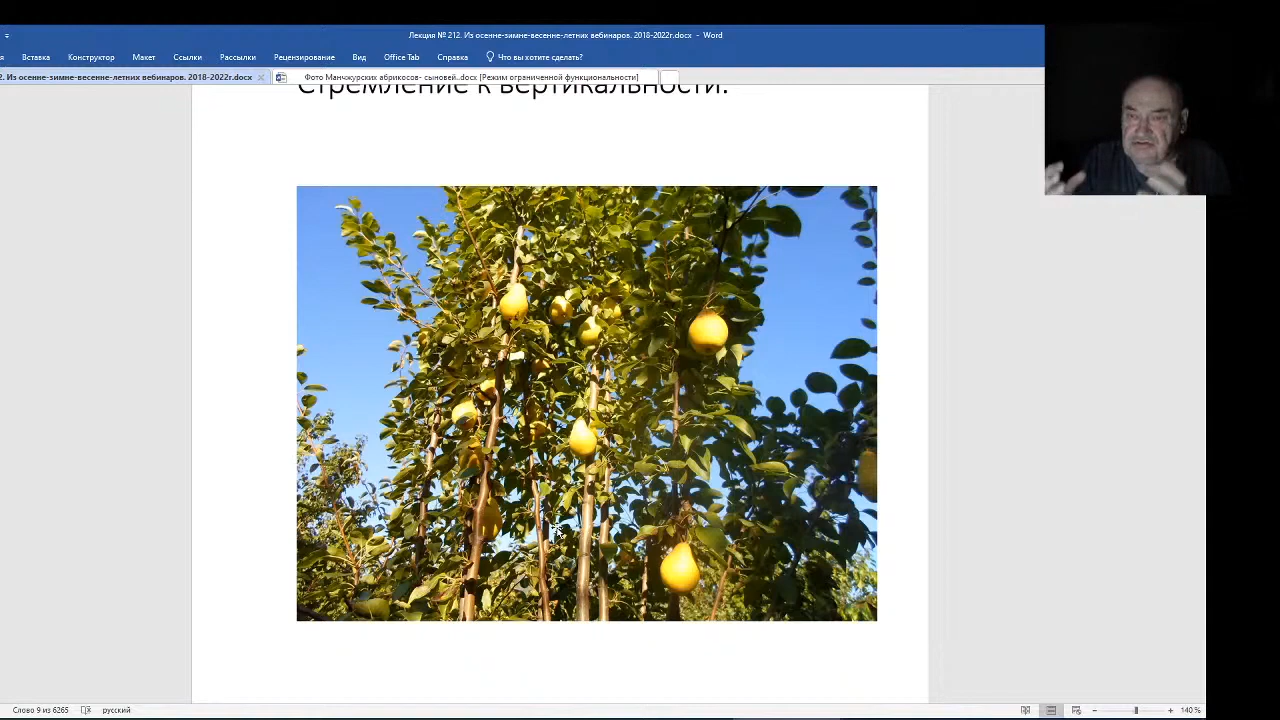 Лекция № 212. Из осенне-зимне-весенне-летних вебинаров. 2018-2022г.docx - Word
Вставка Конструктор Макет Ссылки Рассылки Рецензирование Вид Office Tab Справка Что вы хотите сделать?
2. Из осенне-зимне-весенне-летних вебинаров. 2018-2022г.docx Фото Манчжурских абрикосов- сыновей..docx [Режим ограниченной функциональности]
Стремление к вертикальности.
Слово 9 из 6265 русский 140 %